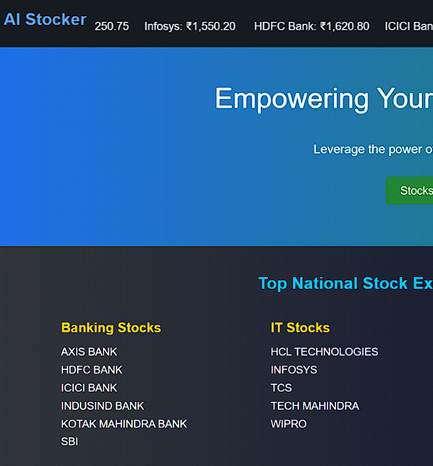 AI Stocker 250.75 Infosys: ₹1,550.20 HDFC Bank: ₹1,620.80 ICICI Ban
Empowering Your
Leverage the power o
Stocks
Top National Stock Ex
Banking Stocks
AXIS BANK
HDFC BANK
ICICI BANK
INDUSIND BANK
KOTAK MAHINDRA BANK
SBI
IT Stocks
HCL TECHNOLOGIES
INFOSYS
TCS
TECH MAHINDRA
WIPRO